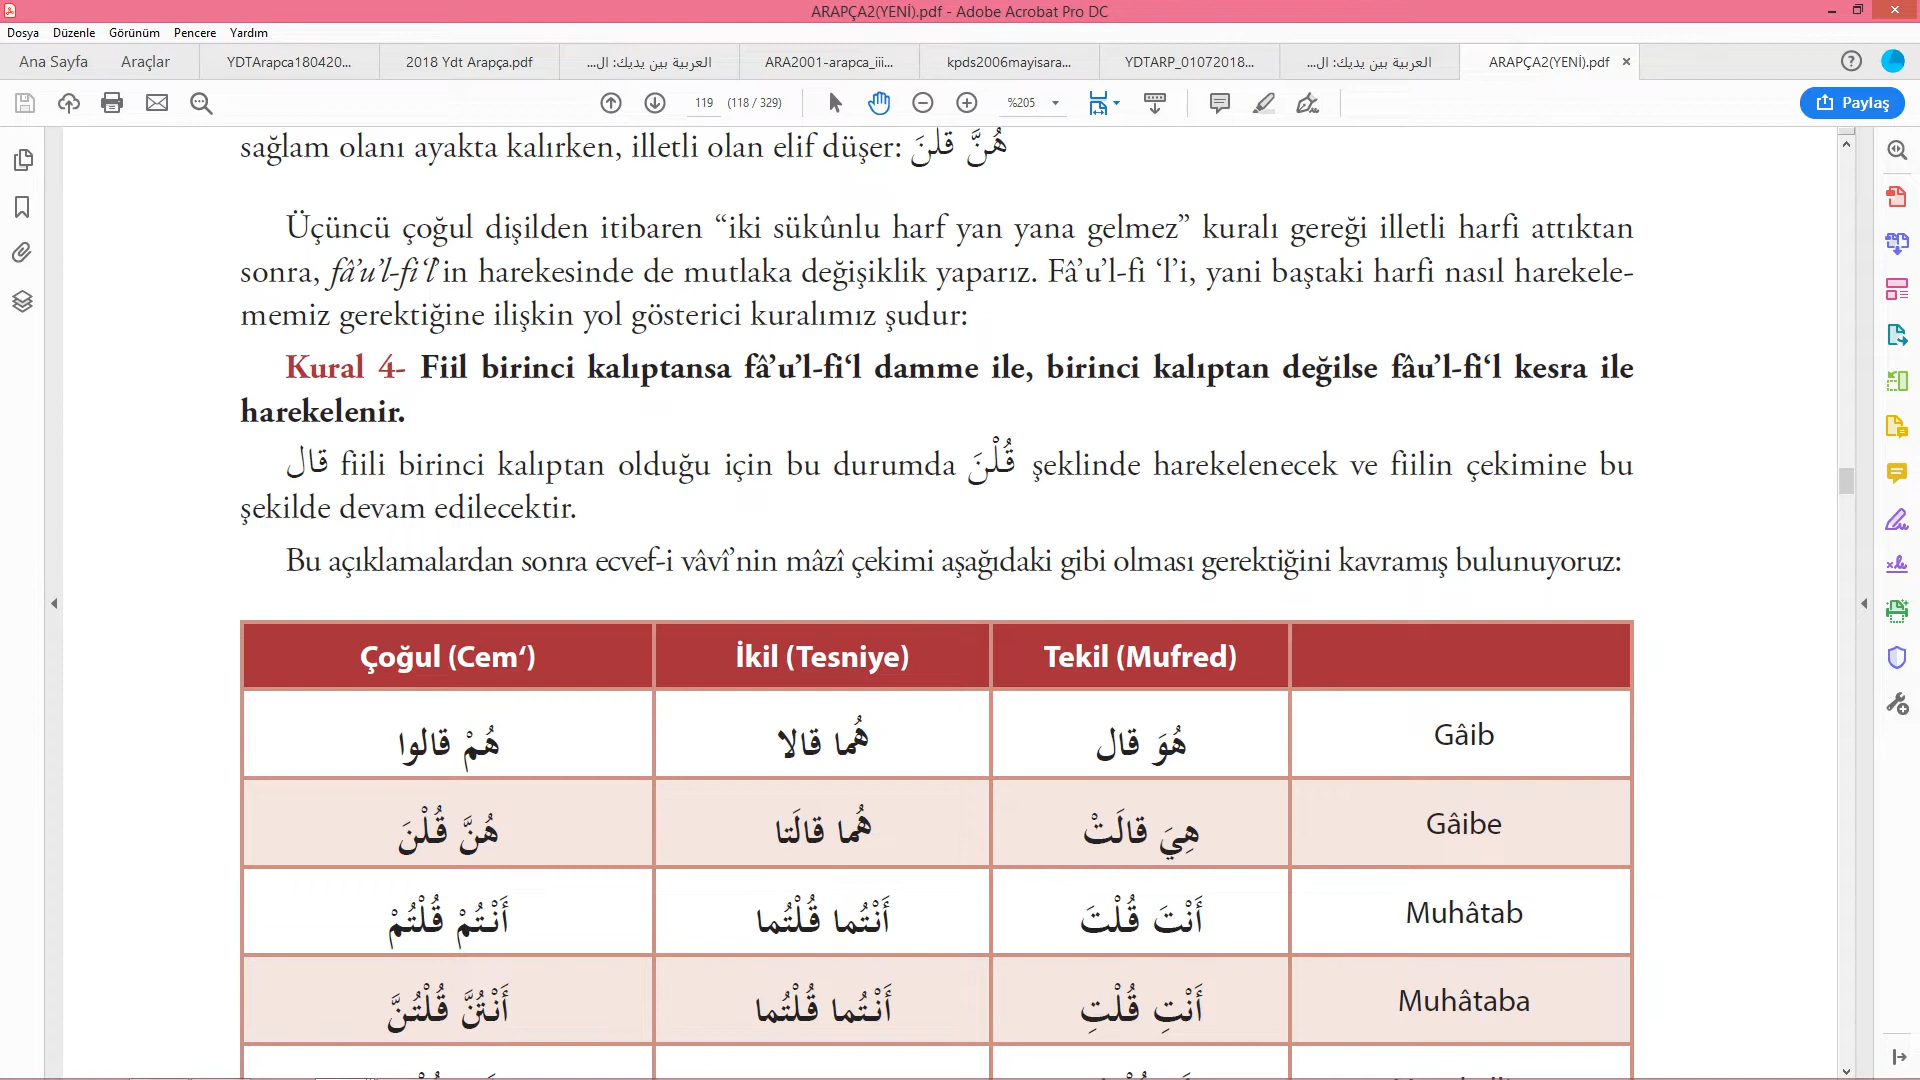 ARAPÇA2(YENİ).pdf - Adobe Acrobat Pro DC
Dosya Düzenle Görünüm Pencere Yardım
Ana Sayfa Araçlar YDTArapca180420... 2018 Ydt Arapça.pdf العربية بين يديك: ال... ARA2001-arapca_iii... kpds2006mayisara... YDTARP_01072018... العربية بين يديك: ال... ARAPÇA2(YENİ).pdf ×
119 (118 / 329) %205 Paylaş
sağlam olanı ayakta kalırken, illetli olan elif düşer: هُنَّ قلْنَ
Üçüncü çoğul dişilden itibaren “iki sükûnlu harf yan yana gelmez” kuralı gereği illetli harfi attıktan
sonra, fâ’u’l-fi‘l’in harekesinde de mutlaka değişiklik yaparız. Fâ’u’l-fi ‘l’i, yani baştaki harfi nasıl harekele-
memiz gerektiğine ilişkin yol gösterici kuralımız şudur:
Kural 4- Fiil birinci kalıptansa fâ’u’l-fi‘l damme ile, birinci kalıptan değilse fâu’l-fi‘l kesra ile
harekelenir.
قال fiili birinci kalıptan olduğu için bu durumda قُلْنَ şeklinde harekelenecek ve fiilin çekimine bu
şekilde devam edilecektir.
Bu açıklamalardan sonra ecvef-i vâvî’nin mâzî çekimi aşağıdaki gibi olması gerektiğini kavramış bulunuyoruz:
Çoğul (Cem‘) İkil (Tesniye) Tekil (Mufred)
هُمْ قالوا هُما قالا هُوَ قال Gâib
هُنَّ قُلْنَ هُما قالَتا هِيَ قالَتْ Gâibe
أَنْتُمْ قُلْتُمْ أَنْتُما قُلْتُما أَنْتَ قُلْتَ Muhâtab
أَنْتُنَّ قُلْتُنَّ أَنْتُما قُلْتُما أَنْتِ قُلْتِ Muhâtaba